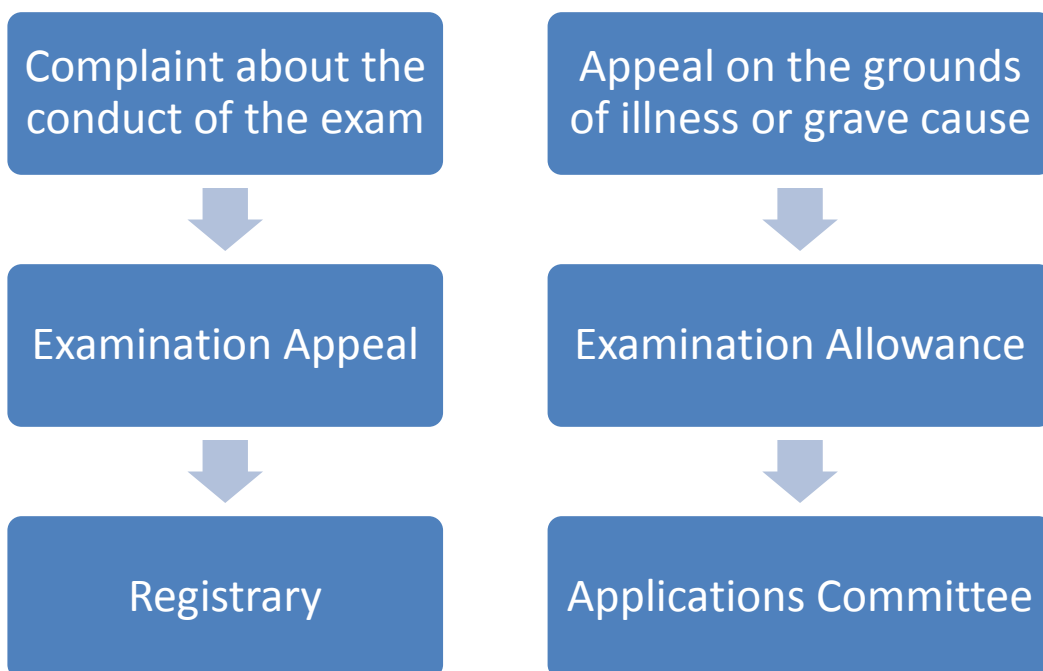 Complaint about the
conduct of the exam
Examination Appeal
Registrary
Appeal on the grounds
of illness or grave cause
Examination Allowance
Applications Committee